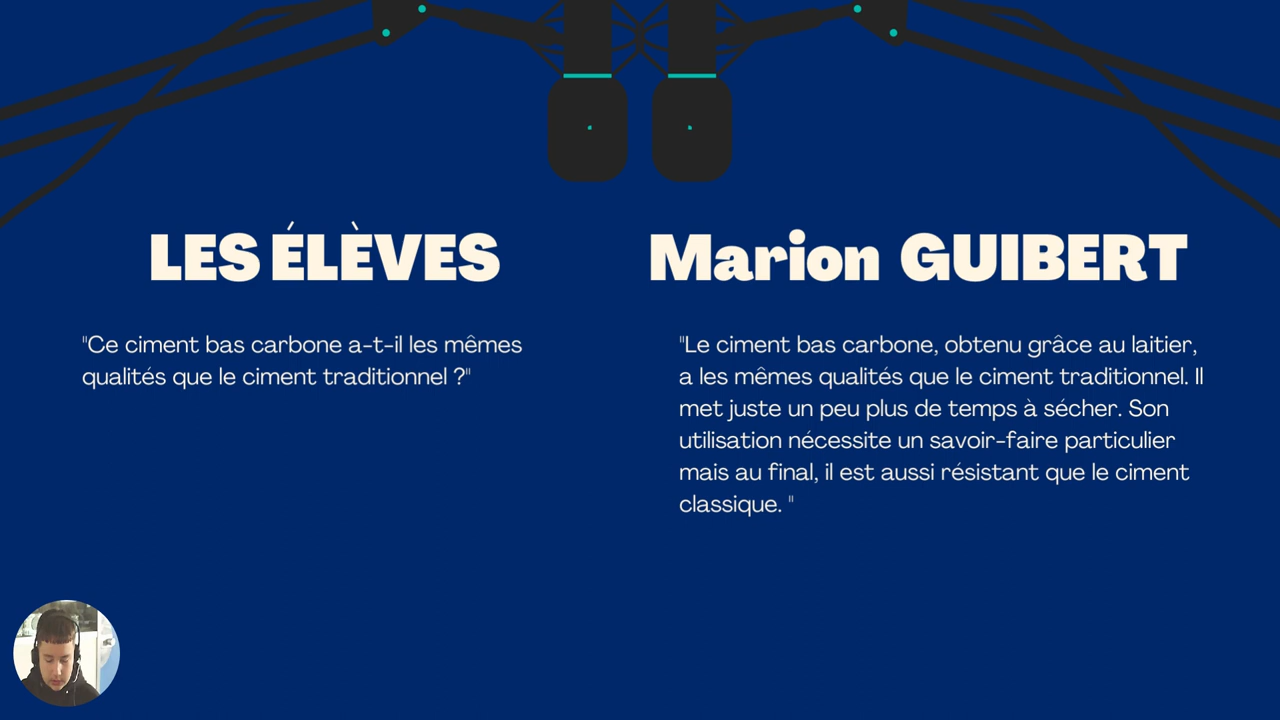 LES ÉLÈVES
"Ce ciment bas carbone a-t-il les mêmes
qualités que le ciment traditionnel ?"
Marion GUIBERT
"Le ciment bas carbone, obtenu grâce au laitier,
a les mêmes qualités que le ciment traditionnel. Il
met juste un peu plus de temps à sécher. Son
utilisation nécessite un savoir-faire particulier
mais au final, il est aussi résistant que le ciment
classique. "